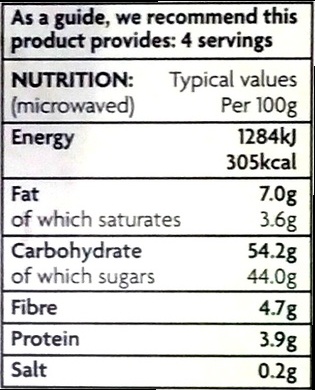 As a guide, we recommend this
product provides: 4 servings
NUTRITION: Typical values
(microwaved) Per 100g
Energy 1284kJ
305kcal
Fat 7.0g
of which saturates 3.6g
Carbohydrate 54.2g
of which sugars 44.0g
Fibre 4.7g
Protein 3.9g
Salt 0.2g